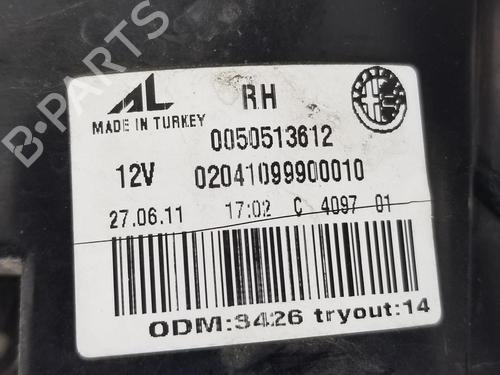 AL RH
MADE IN TURKEY
0050513612
12V 02041099900010
27.06.11 17:02 C 4097 01
ODM:3426 tryout:14
B-PARTS